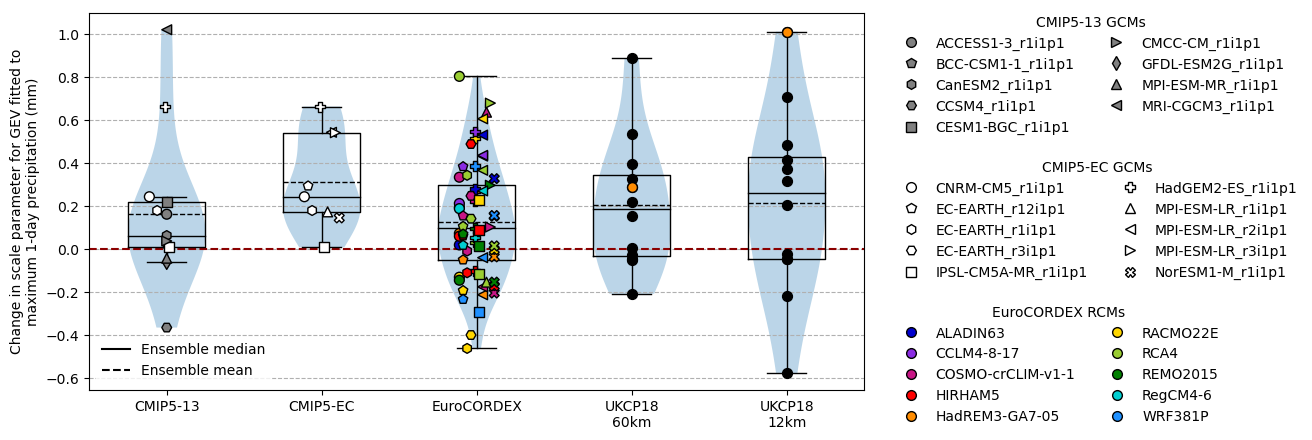 Change in scale parameter for GEV fitted to
maximum 1-day precipitation (mm)
1.0
0.8
0.6
0.4
0.2
0.0
−0.2
−0.4
−0.6
Ensemble median
Ensemble mean
CMIP5-13
CMIP5-EC
EuroCORDEX
UKCP18
60km
UKCP18
12km
CMIP5-13 GCMs
ACCESS1-3_r1i1p1
BCC-CSM1-1_r1i1p1
CanESM2_r1i1p1
CCSM4_r1i1p1
CESM1-BGC_r1i1p1
CMCC-CM_r1i1p1
GFDL-ESM2G_r1i1p1
MPI-ESM-MR_r1i1p1
MRI-CGCM3_r1i1p1
CMIP5-EC GCMs
CNRM-CM5_r1i1p1
EC-EARTH_r12i1p1
EC-EARTH_r1i1p1
EC-EARTH_r3i1p1
IPSL-CM5A-MR_r1i1p1
HadGEM2-ES_r1i1p1
MPI-ESM-LR_r1i1p1
MPI-ESM-LR_r2i1p1
MPI-ESM-LR_r3i1p1
NorESM1-M_r1i1p1
EuroCORDEX RCMs
ALADIN63
CCLM4-8-17
COSMO-crCLIM-v1-1
HIRHAM5
HadREM3-GA7-05
RACMO22E
RCA4
REMO2015
RegCM4-6
WRF381P